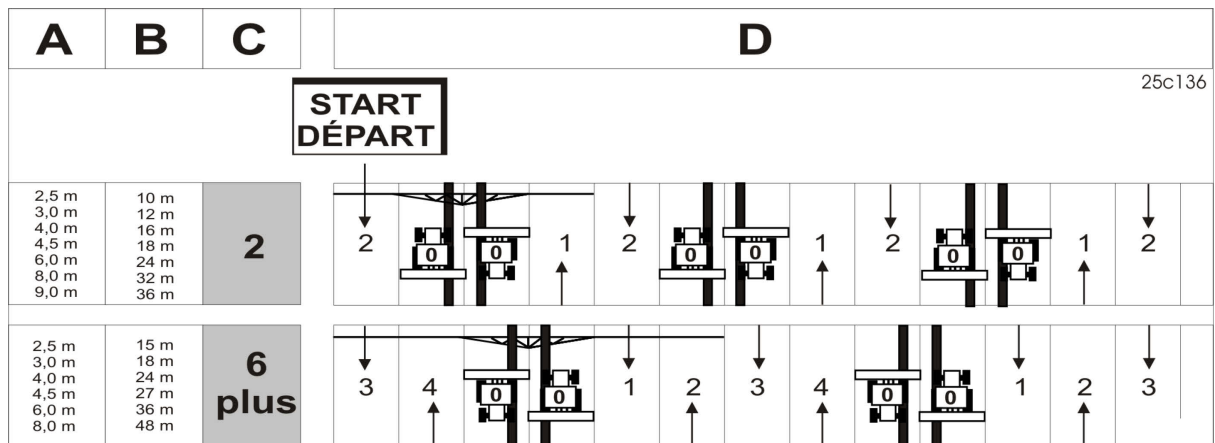 A B C D
25c136
START
DÉPART
2,5 m 10 m
3,0 m 12 m
4,0 m 16 m
4,5 m 18 m
6,0 m 24 m
8,0 m 32 m
9,0 m 36 m
2
2 0 0 1 2 0 0 1 2 0 0 1 2
2,5 m 15 m
3,0 m 18 m
4,0 m 24 m
4,5 m 27 m
6,0 m 36 m
8,0 m 48 m
6
plus
3 4 0 0 1 2 3 4 0 0 1 2 3